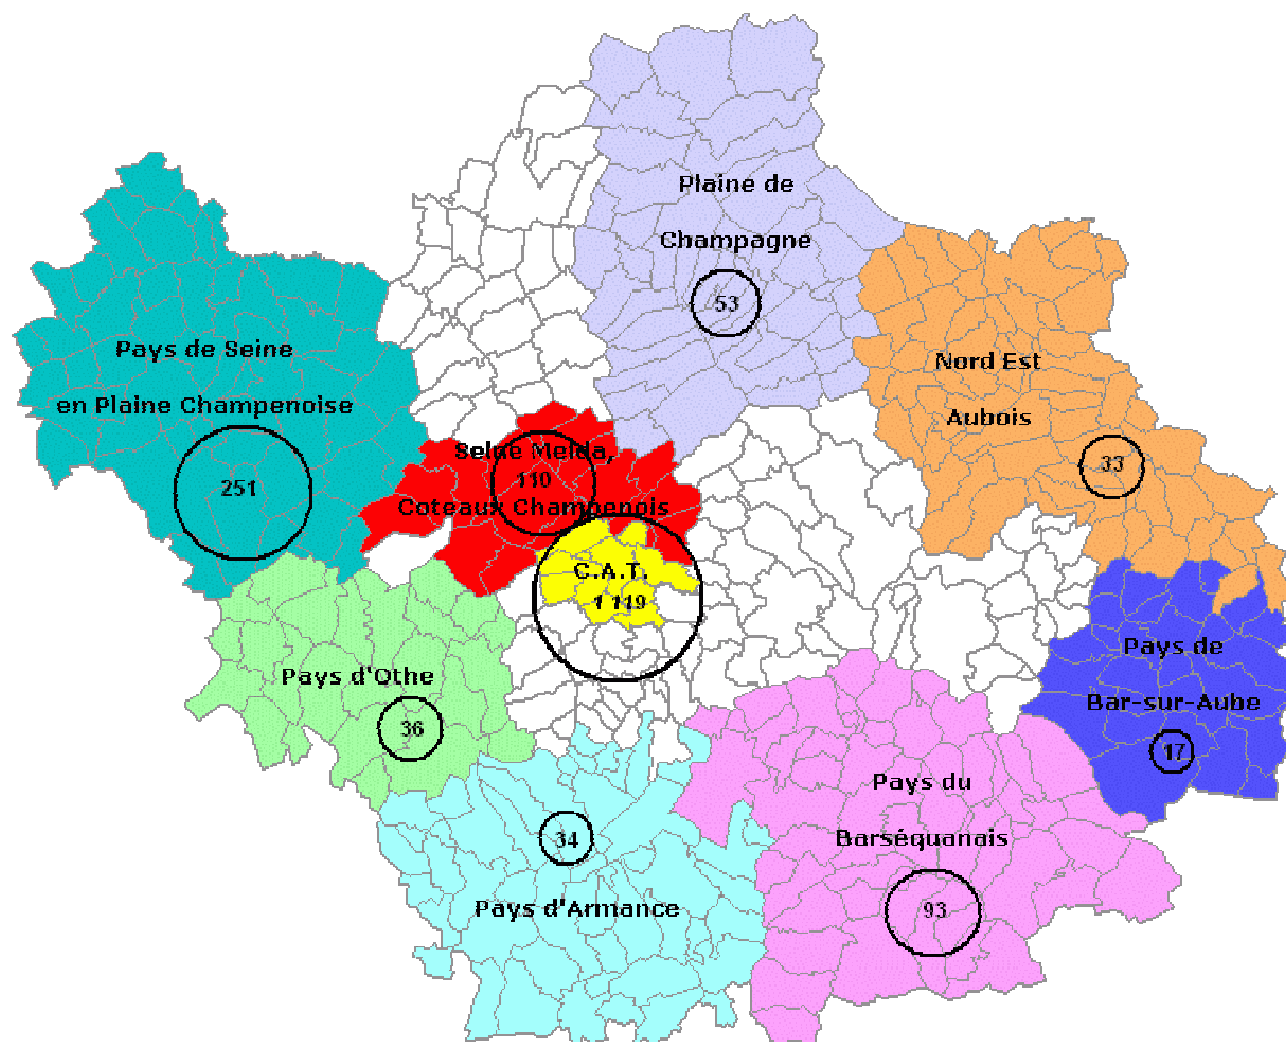 Plaine de
Champagne
53
Pays de Seine
en Plaine Champenoise
251
Nord Est
Aubois
33
Seine Melda,
110
Coteaux Champenois
C.A.T.
1 119
Pays d'Othe
36
Pays de
Bar-sur-Aube
17
Pays du
Barséquanais
93
34
Pays d'Armance